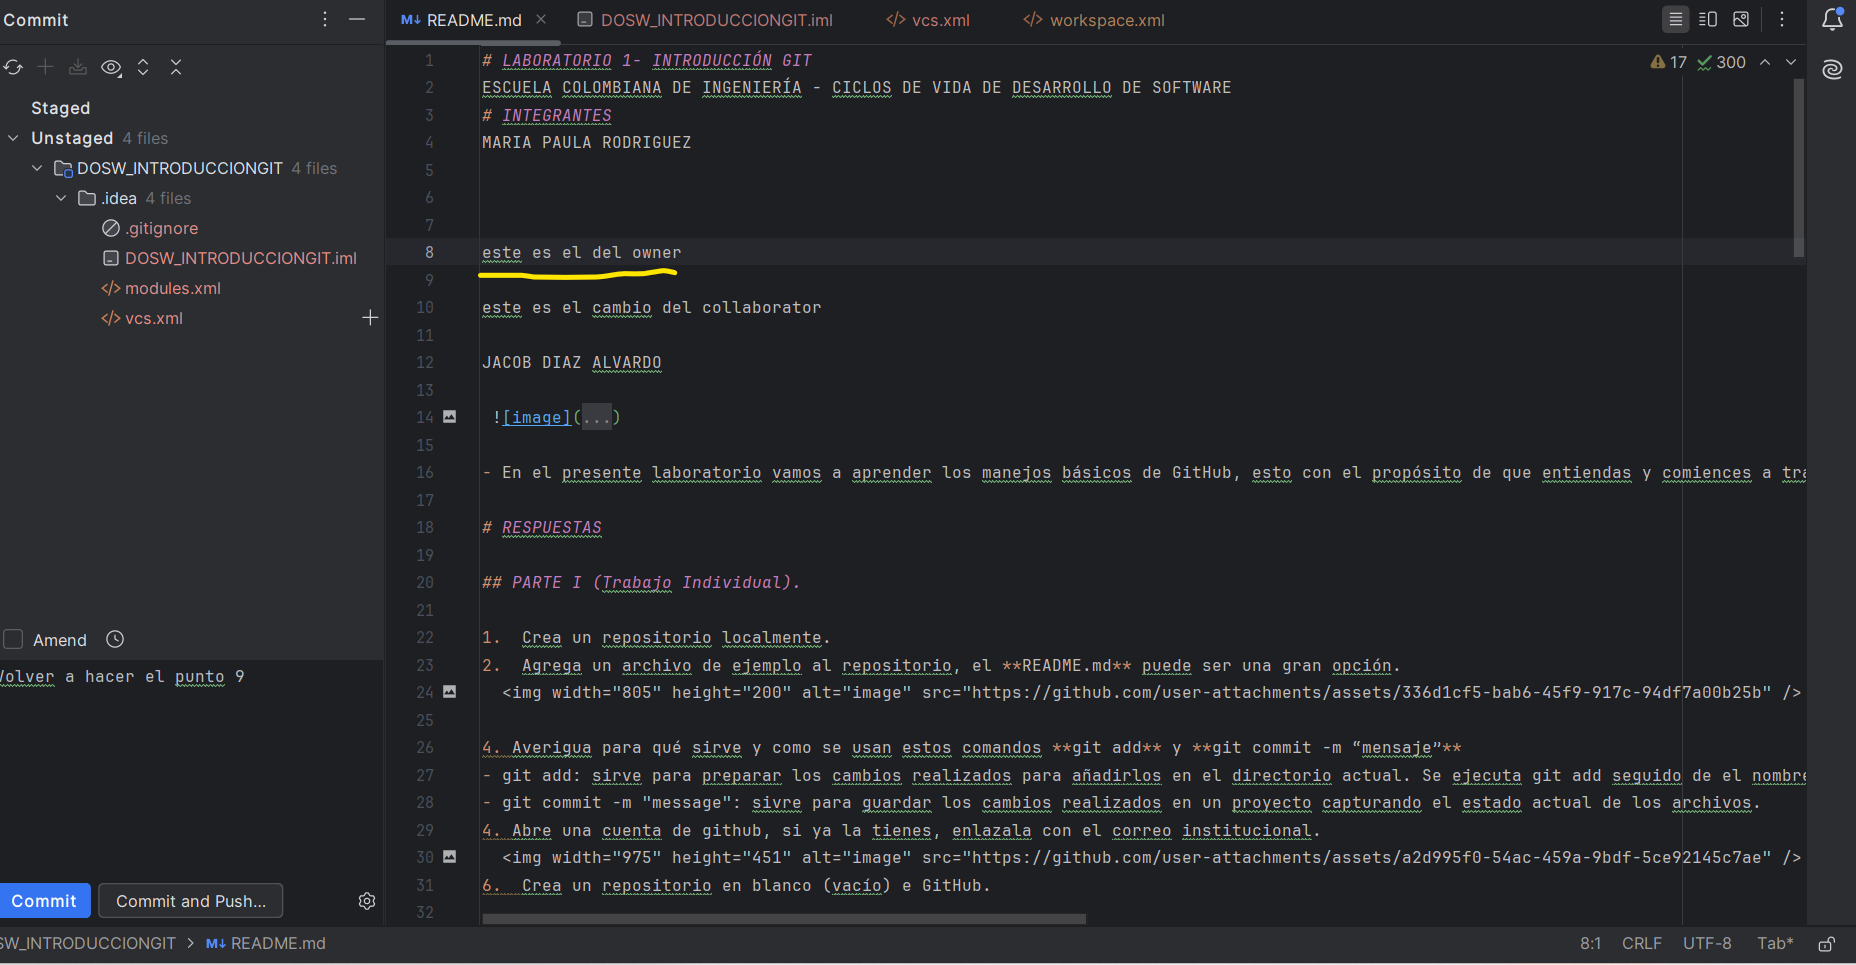 Commit
README.md
DOSW_INTRODUCCIONGIT.iml
vcs.xml
workspace.xml
17 300
Staged
Unstaged 4 files
DOSW_INTRODUCCIONGIT 4 files
.idea 4 files
.gitignore
DOSW_INTRODUCCIONGIT.iml
modules.xml
vcs.xml
Amend
Volver a hacer el punto 9
Commit
Commit and Push...
1 # LABORATORIO 1- INTRODUCCIÓN GIT
2 ESCUELA COLOMBIANA DE INGENIERÍA - CICLOS DE VIDA DE DESARROLLO DE SOFTWARE
3 # INTEGRANTES
4 MARIA PAULA RODRIGUEZ
5
6
7
8 este es el del owner
9
10 este es el cambio del collaborator
11
12 JACOB DIAZ ALVARDO
13
14 ![image](...)
15
16 - En el presente laboratorio vamos a aprender los manejos básicos de GitHub, esto con el propósito de que entiendas y comiences a tra
17
18 # RESPUESTAS
19
20 ## PARTE I (Trabajo Individual).
21
22 1. Crea un repositorio localmente.
23 2. Agrega un archivo de ejemplo al repositorio, el **README.md** puede ser una gran opción.
24 <img width="805" height="200" alt="image" src="https://github.com/user-attachments/assets/336d1cf5-bab6-45f9-917c-94df7a00b25b" />
25
26 4. Averigua para qué sirve y como se usan estos comandos **git add** y **git commit -m “mensaje”**
27 - git add: sirve para preparar los cambios realizados para añadirlos en el directorio actual. Se ejecuta git add seguido de el nombre
28 - git commit -m "message": sivre para guardar los cambios realizados en un proyecto capturando el estado actual de los archivos.
29 4. Abre una cuenta de github, si ya la tienes, enlazala con el correo institucional.
30 <img width="975" height="451" alt="image" src="https://github.com/user-attachments/assets/a2d995f0-54ac-459a-9bdf-5ce92145c7ae" />
31 6. Crea un repositorio en blanco (vacío) e GitHub.
32
SW_INTRODUCCIONGIT > M↓ README.md
8:1 CRLF UTF-8 Tab*